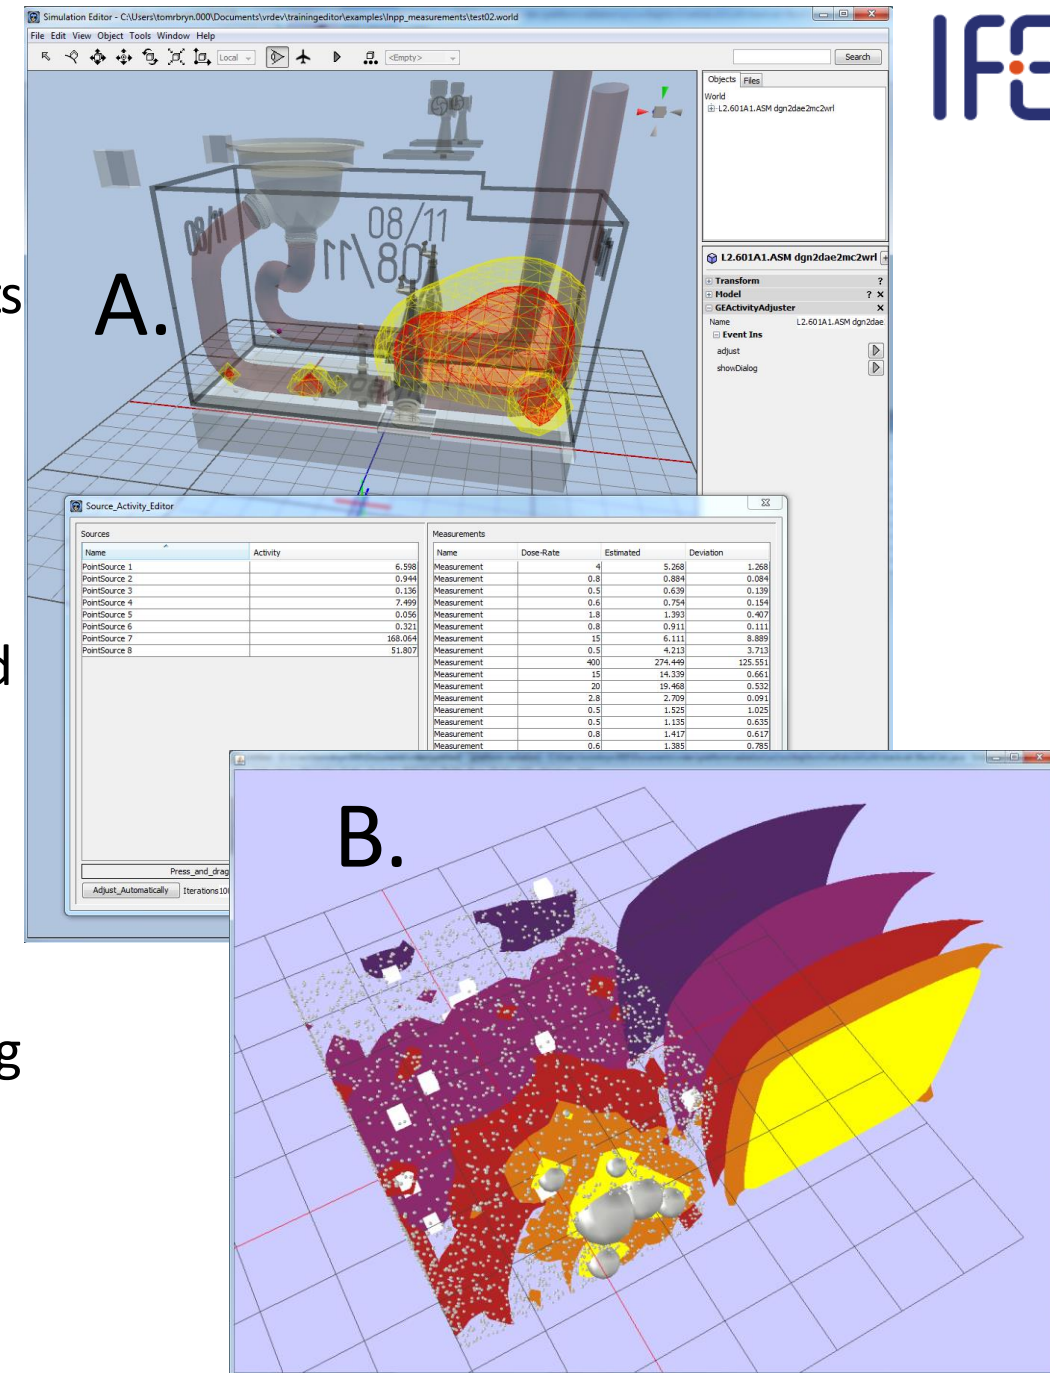 Simulation Editor - C:\Users\tomrbryn.000\Documents\vrdev\trainingeditor\examples\Inpp_measurements\test02.world
File Edit View Object Tools Window Help
Local
<Empty>
Search
IFE
Objects Files
World
L2.601A1.ASM dgn2dae2mc2wrl
08/11
08/11
08/11
A.
ts
L2.601A1.ASM dgn2dae2mc2wrl
Transform ?
Model ? X
GEActivityAdjuster X
Name L2.601A1.ASM dgn2dae
Event Ins
adjust
showDialog
Source_Activity_Editor
Sources Measurements
Name Activity Name Dose-Rate Estimated Deviation
PointSource 1 6.598 Measurement 4 5.268 1.268
PointSource 2 0.944 Measurement 0.8 0.884 0.084
PointSource 3 0.136 Measurement 0.5 0.639 0.139
PointSource 4 7.499 Measurement 0.6 0.754 0.154
PointSource 5 0.056 Measurement 1.8 1.393 0.407
PointSource 6 0.321 Measurement 0.8 0.911 0.111
PointSource 7 168.064 Measurement 15 6.111 8.889
PointSource 8 51.807 Measurement 0.5 4.213 3.713
Measurement 400 274.449 125.551
Measurement 15 14.339 0.661
d
Measurement 20 19.468 0.532
Measurement 2.8 2.709 0.091
Measurement 0.5 1.525 1.025
Measurement 0.5 1.135 0.635
Measurement 0.8 1.417 0.617
Measurement 0.6 1.385 0.785
B.
Press_and_drag
Adjust_Automatically Iterations
g